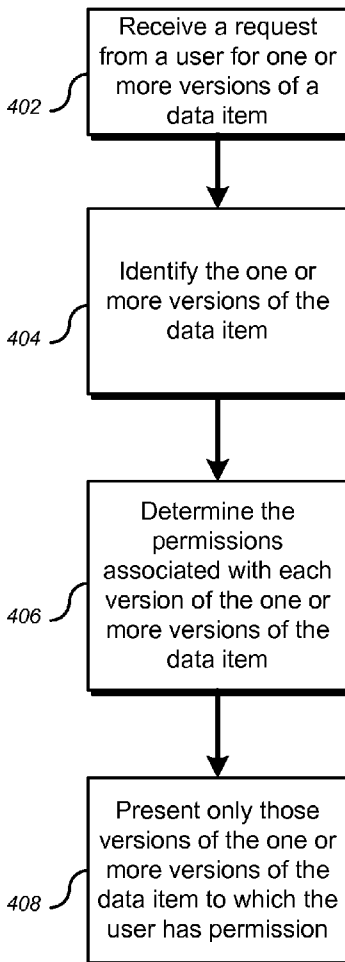 Receive a request
from a user for one or
more versions of a
data item
402
Identify the one or
more versions of the
data item
404
Determine the
permissions
associated with each
version of the one or
more versions of the
data item
406
Present only those
versions of the one or
more versions of the
data item to which the
user has permission
408